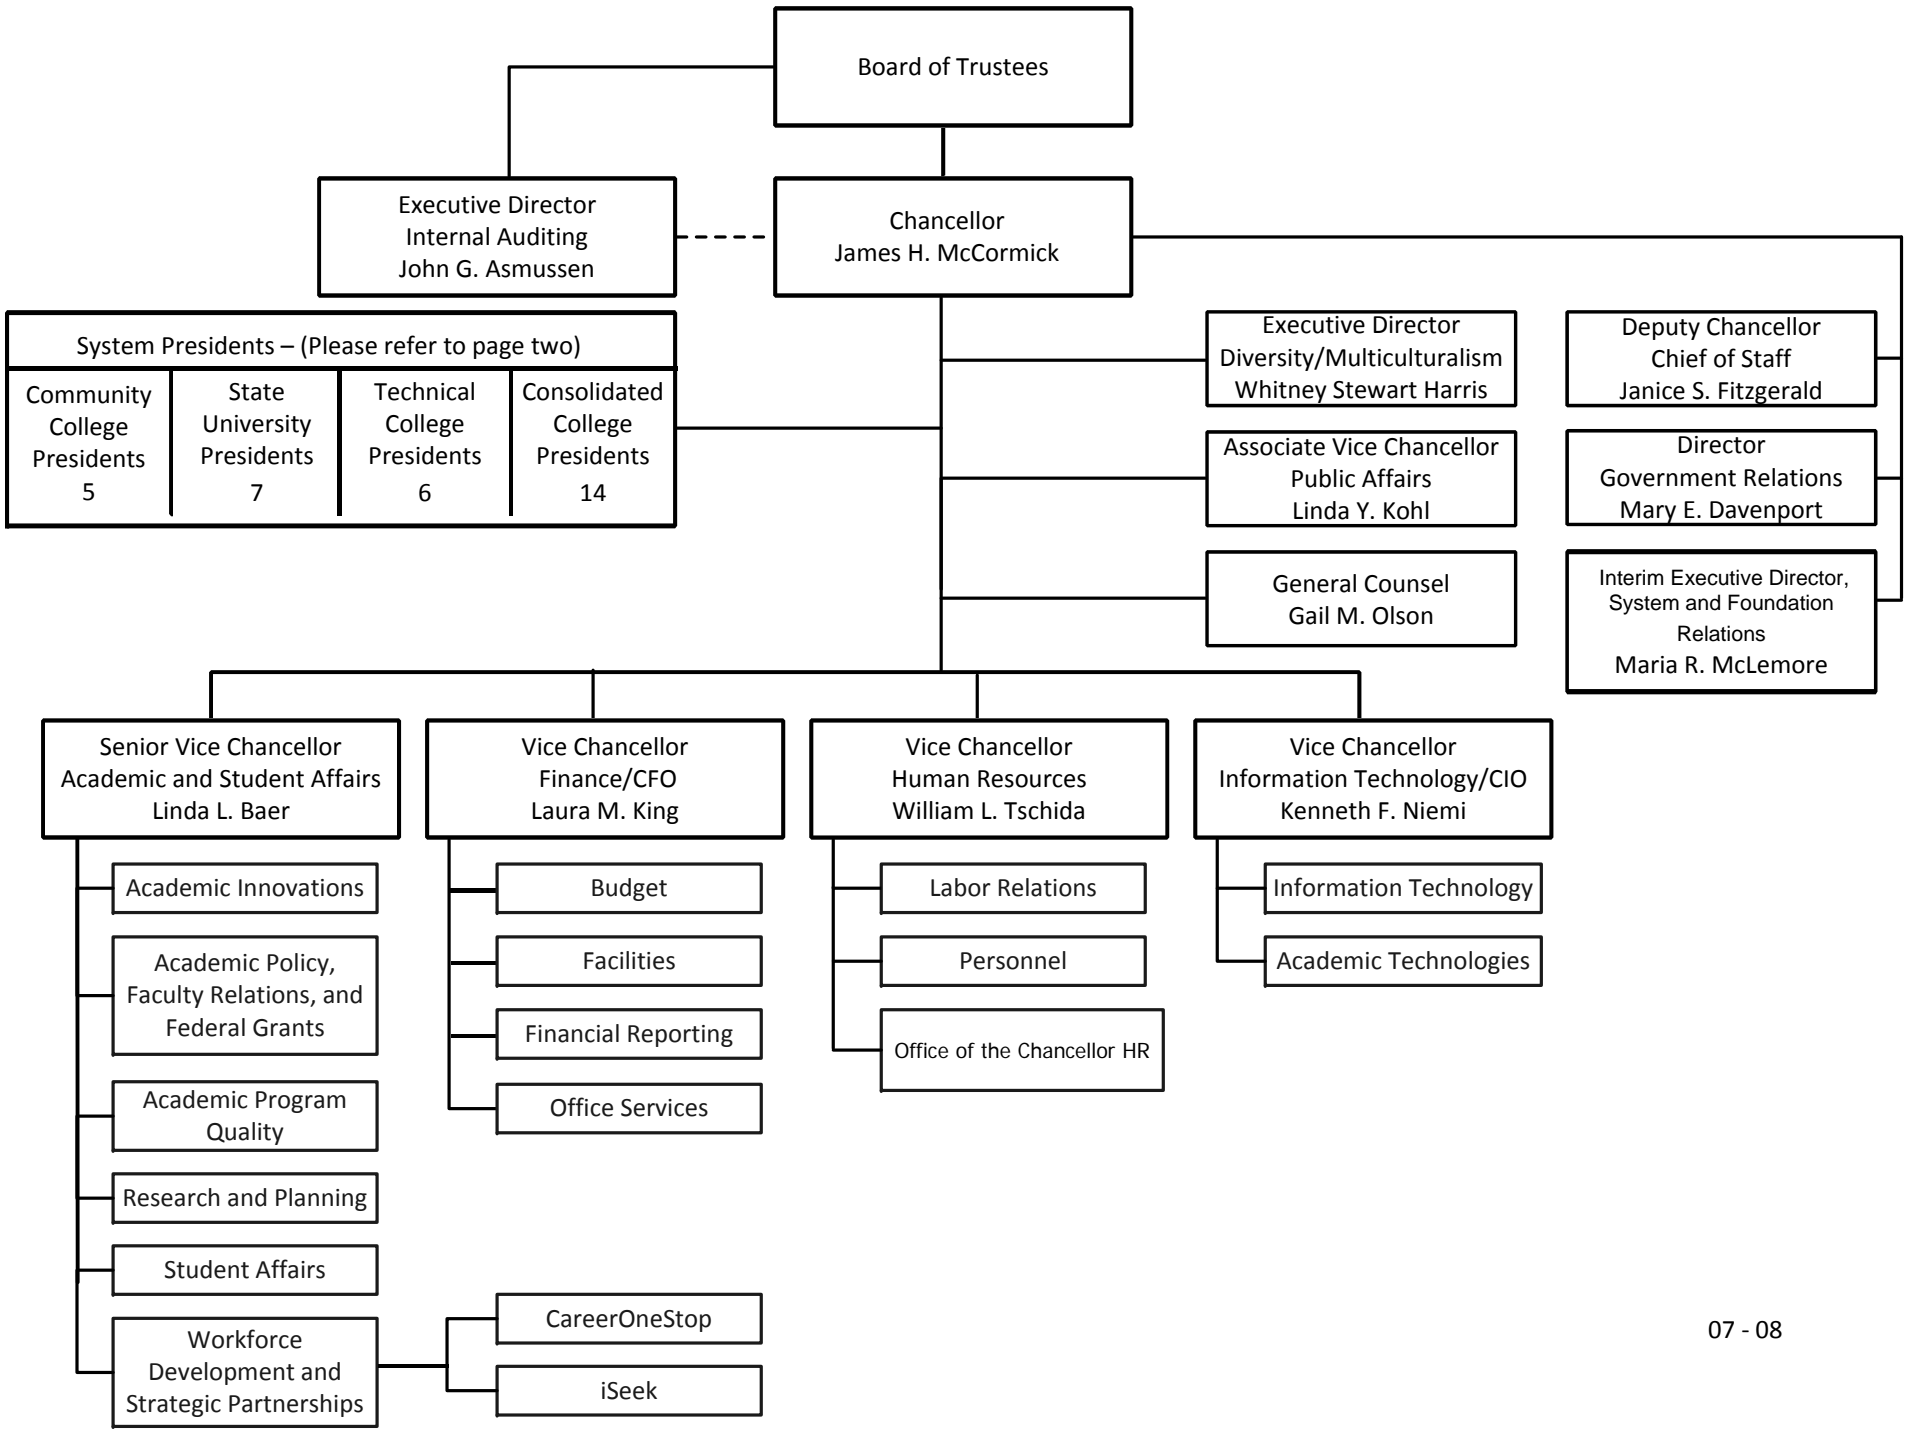 Board of Trustees
Executive Director
Internal Auditing
John G. Asmussen
Chancellor
James H. McCormick
System Presidents – (Please refer to page two)
Community
College
Presidents
5
State
University
Presidents
7
Technical
College
Presidents
6
Consolidated
College
Presidents
14
Executive Director
Diversity/Multiculturalism
Whitney Stewart Harris
Deputy Chancellor
Chief of Staff
Janice S. Fitzgerald
Associate Vice Chancellor
Public Affairs
Linda Y. Kohl
Director
Government Relations
Mary E. Davenport
General Counsel
Gail M. Olson
Interim Executive Director,
System and Foundation
Relations
Maria R. McLemore
Senior Vice Chancellor
Academic and Student Affairs
Linda L. Baer
Vice Chancellor
Finance/CFO
Laura M. King
Vice Chancellor
Human Resources
William L. Tschida
Vice Chancellor
Information Technology/CIO
Kenneth F. Niemi
Academic Innovations
Academic Policy,
Faculty Relations, and
Federal Grants
Academic Program
Quality
Research and Planning
Student Affairs
Workforce
Development and
Strategic Partnerships
CareerOneStop
iSeek
Budget
Facilities
Financial Reporting
Office Services
Labor Relations
Personnel
Office of the Chancellor HR
Information Technology
Academic Technologies
07 - 08